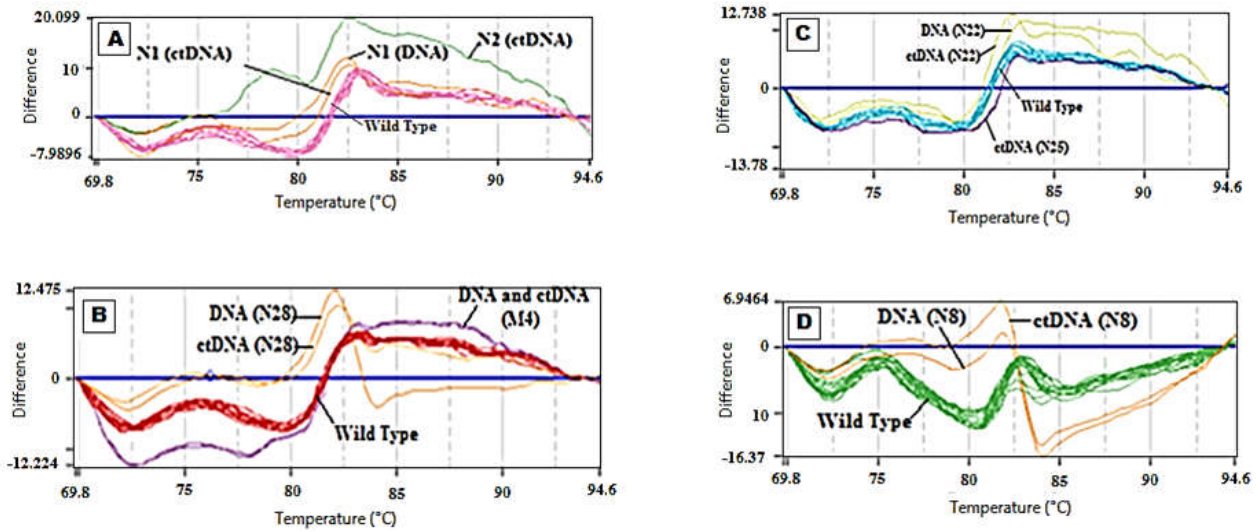 A
20.099
10
0
-7.9896
Difference
N1 (ctDNA)
N1 (DNA)
N2 (ctDNA)
Wild Type
69.8 75 80 85 90 94.6
Temperature (°C)
C
12.738
0
-13.78
Difference
DNA (N22)
ctDNA (N22)
Wild Type
ctDNA (N25)
69.8 75 80 85 90 94.6
Temperature (°C)
B
12.475
0
-12.224
Difference
DNA (N28)
ctDNA (N28)
DNA and ctDNA
(M4)
Wild Type
69.8 75 80 85 90 94.6
Temperature (°C)
D
6.9464
0
10
-16.37
Difference
DNA (N8)
ctDNA (N8)
Wild Type
69.8 75 80 85 90 94.6
Temperature (°C)